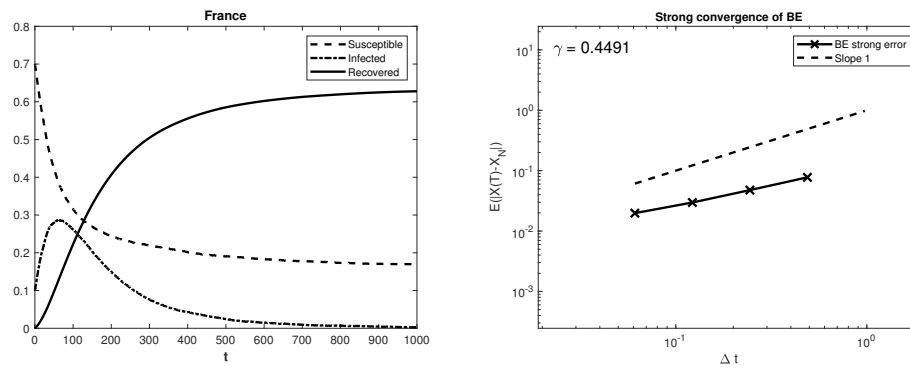 France
0.8
0.7
0.6
0.5
0.4
0.3
0.2
0.1
0
Susceptible
Infected
Recovered
0 100 200 300 400 500 600 700 800 900 1000
t
Strong convergence of BE
γ = 0.4491
BE strong error
Slope 1
E(|X(T)-X_N|)
10^1
10^0
10^-1
10^-2
10^-3
10^-1 10^0
Δ t